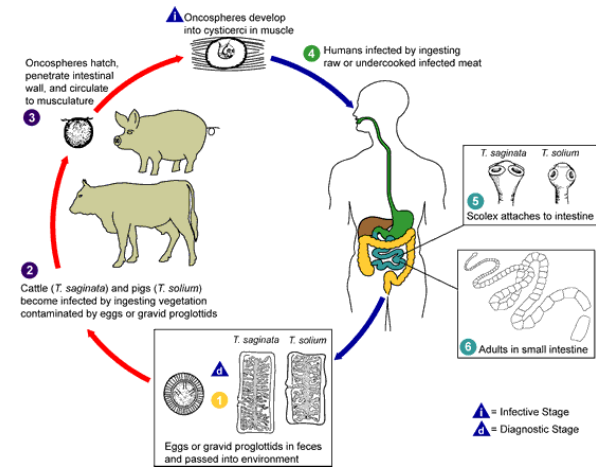 i
Oncospheres develop
into cysticerci in muscle
4
Humans infected by ingesting
raw or undercooked infected meat
Oncospheres hatch,
penetrate intestinal
wall, and circulate
to musculature
3
T. saginata T. solium
5
Scolex attaches to intestine
2
Cattle (T. saginata) and pigs (T. solium)
become infected by ingesting vegetation
contaminated by eggs or gravid proglottids
6
Adults in small intestine
T. saginata T. solium
d
1
Eggs or gravid proglottids in feces
and passed into environment
i = Infective Stage
d = Diagnostic Stage